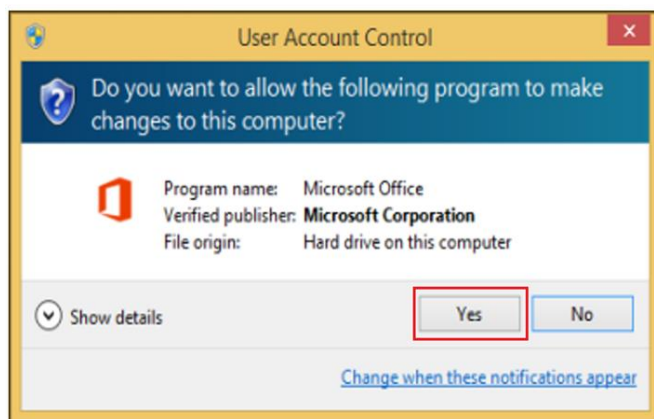 User Account Control
Do you want to allow the following program to make
changes to this computer?
Program name: Microsoft Office
Verified publisher: Microsoft Corporation
File origin: Hard drive on this computer
Show details
Yes
No
Change when these notifications appear